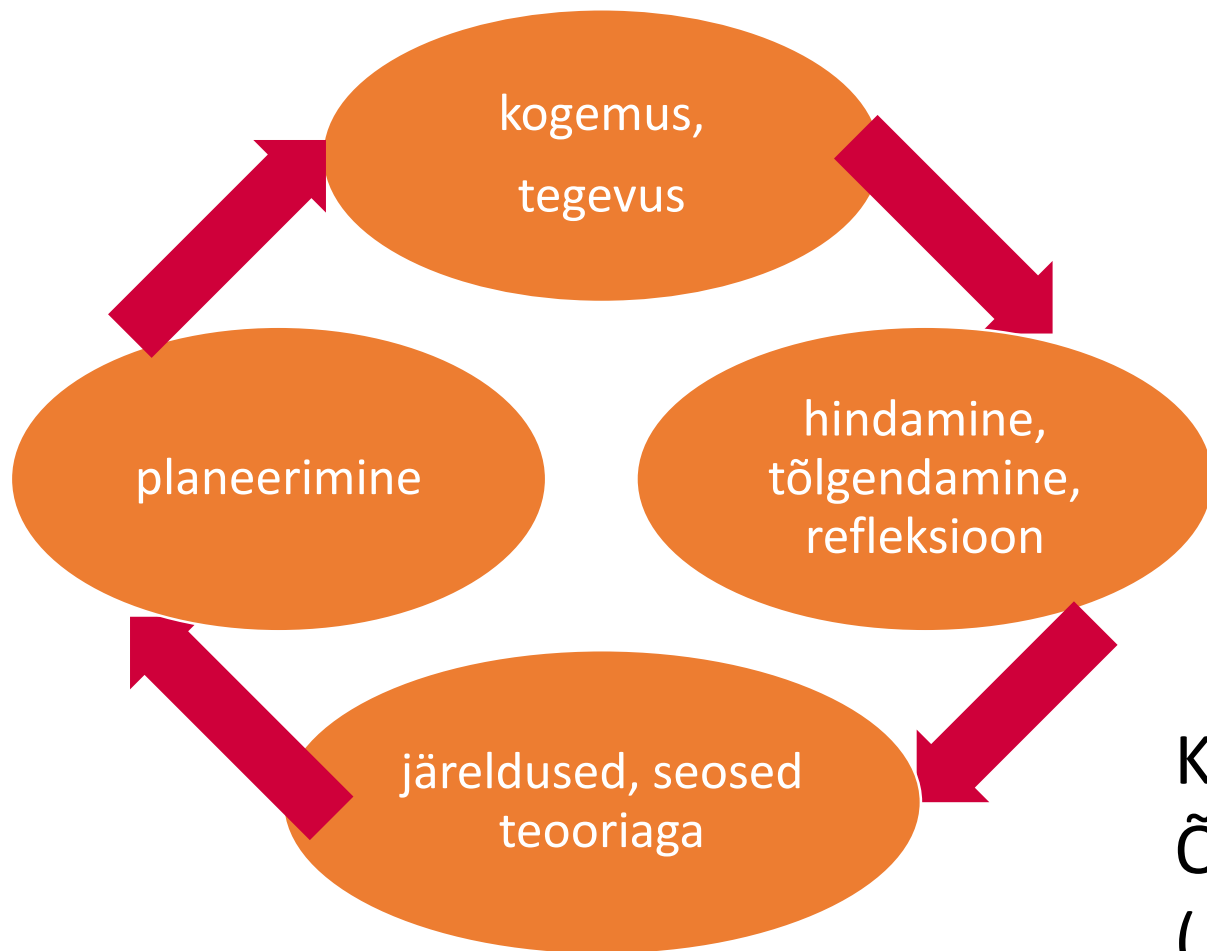 kogemus,
tegevus
hindamine,
tõlgendamine,
refleksioon
planeerimine
järeldused, seosed
teooriaga
K
Õ
(